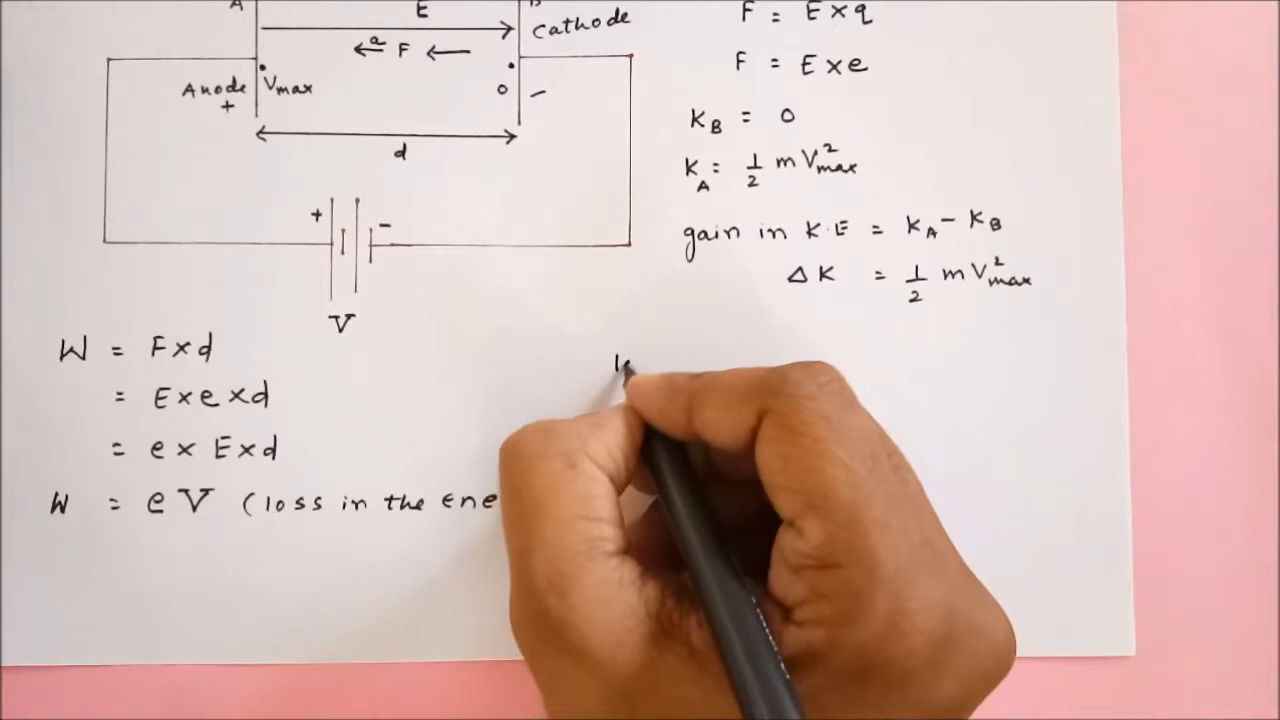 A E B
Cathode
a F
Anode Vmax 0 −
+
d
+ −
V
F = E×q
F = E×e
K_B = 0
K_A = 1/2 m V²max
gain in K.E = K_A − K_B
ΔK = 1/2 m V²max
W = F×d
= E×e×d
= e×E×d
W = eV (loss in the Ene